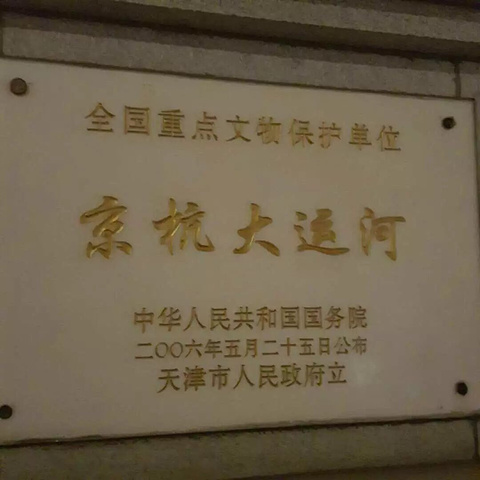 全国重点文物保护单位
京杭大运河
中华人民共和国国务院
二〇〇六年五月二十五日公布
天津市人民政府立